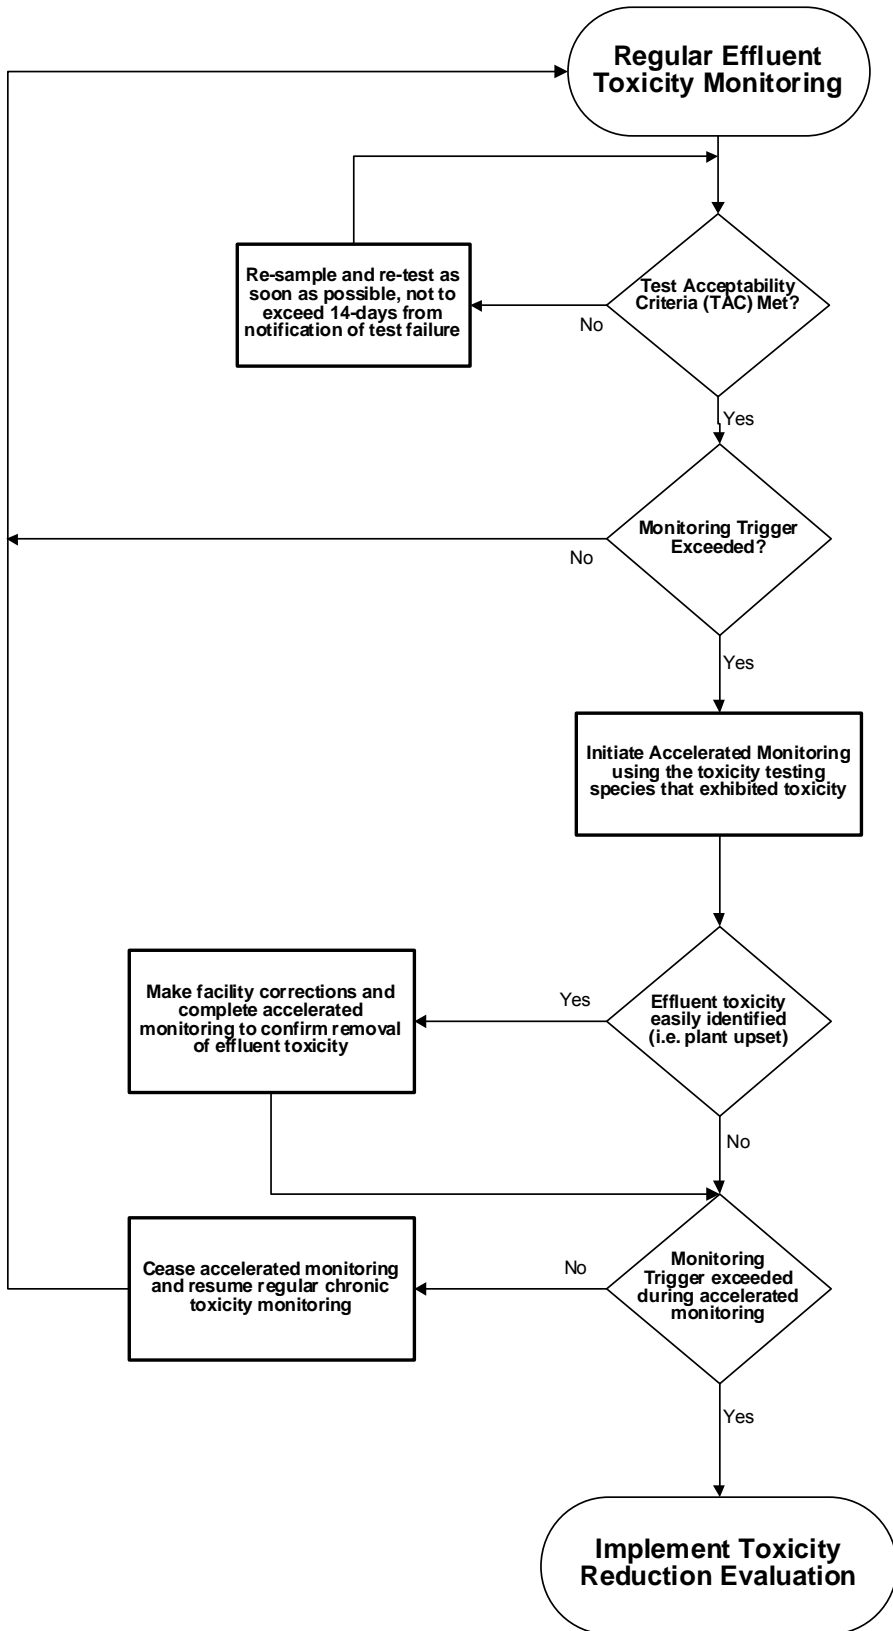 Regular Effluent
Toxicity Monitoring
Test Acceptability
Criteria (TAC) Met?
No
Re-sample and re-test as
soon as possible, not to
exceed 14-days from
notification of test failure
Yes
Monitoring Trigger
Exceeded?
No
Yes
Initiate Accelerated Monitoring
using the toxicity testing
species that exhibited toxicity
Effluent toxicity
easily identified
(i.e. plant upset)
Yes
Make facility corrections and
complete accelerated
monitoring to confirm removal
of effluent toxicity
No
Monitoring
Trigger exceeded
during accelerated
monitoring
No
Cease accelerated monitoring
and resume regular chronic
toxicity monitoring
Yes
Implement Toxicity
Reduction Evaluation